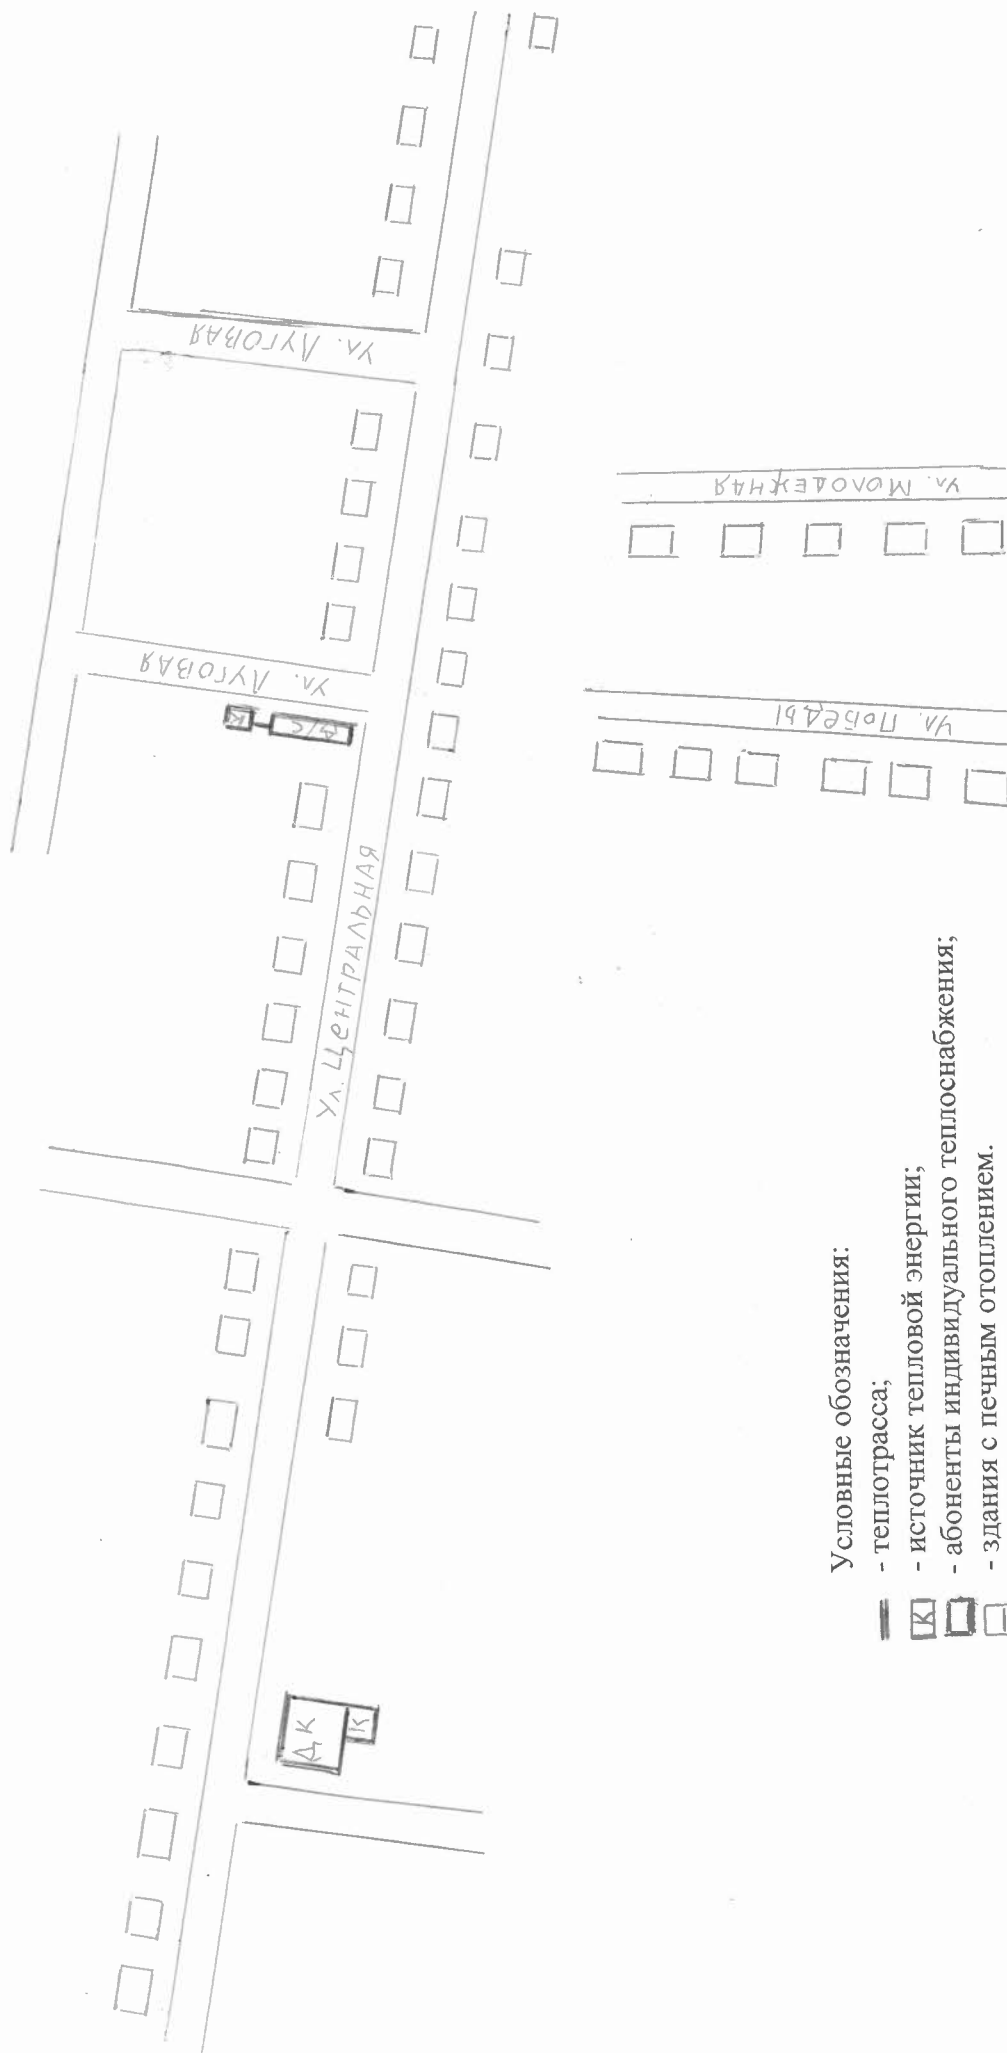 ул. Луговая
ул. Луговая
К
д/с
ул. Центральная
ДК
К
ул. Молодежная
ул. Победы
Условные обозначения:
- теплотрасса;
К - источник тепловой энергии;
- абоненты индивидуального теплоснабжения;
- здания с печным отоплением.